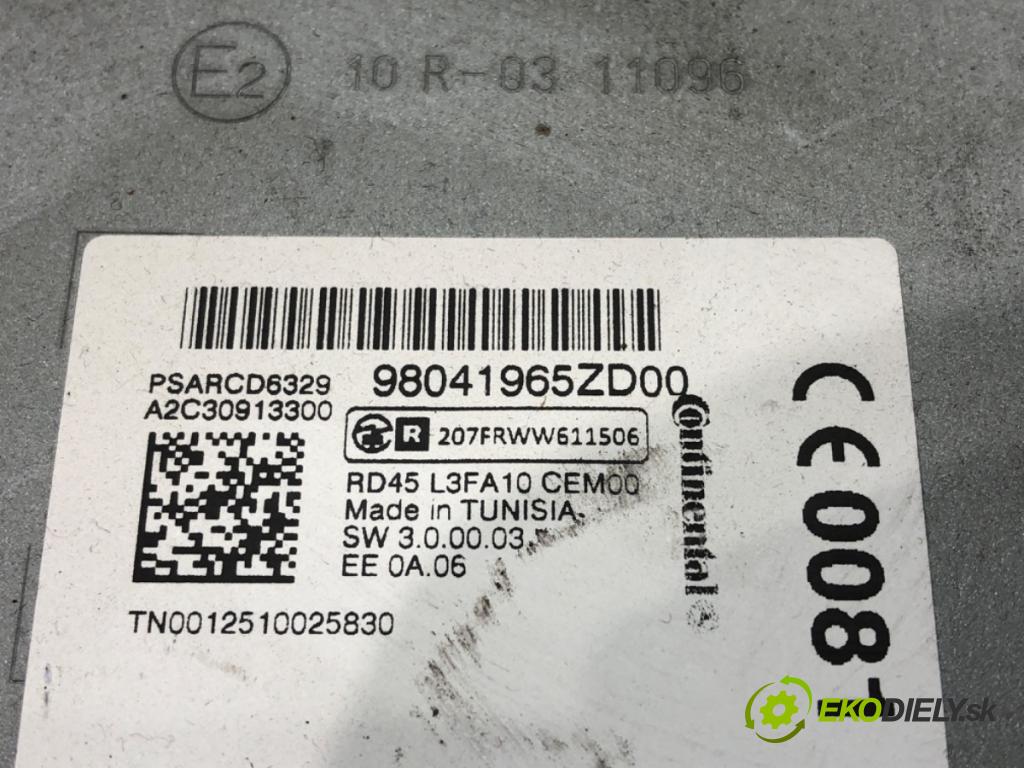 E2 10 R-03 11096
PSARCD6329 98041965ZD00
A2C30913300
R 207FRWW611506
RD45 L3FA10 CEM00
Made in TUNISIA
SW 3.0.00.03
EE 0A.06
TN0012510025830
Continental
CE 008
EKODIELY.sk